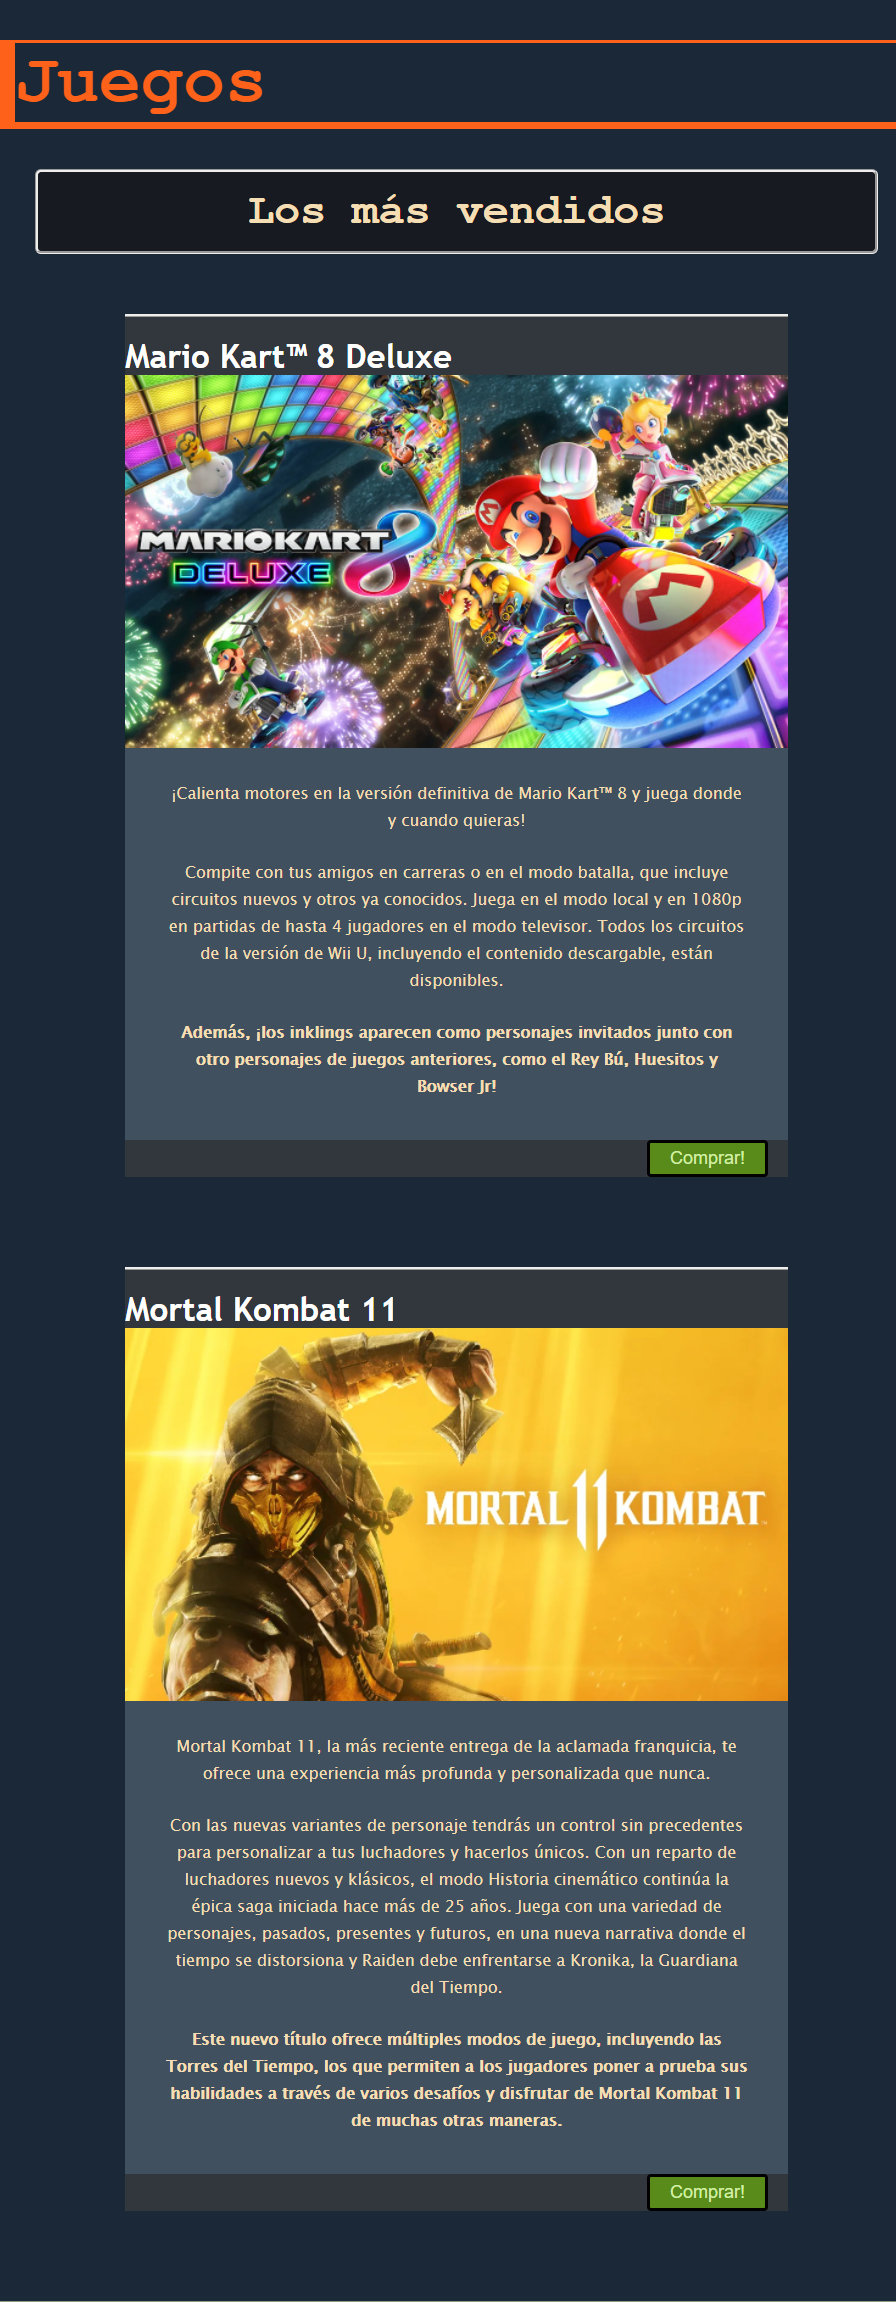 Juegos
Los más vendidos
Mario Kart™ 8 Deluxe
MARIOKART 8™
DELUXE
¡Calienta motores en la versión definitiva de Mario Kart™ 8 y juega donde
y cuando quieras!
Compite con tus amigos en carreras o en el modo batalla, que incluye
circuitos nuevos y otros ya conocidos. Juega en el modo local y en 1080p
en partidas de hasta 4 jugadores en el modo televisor. Todos los circuitos
de la versión de Wii U, incluyendo el contenido descargable, están
disponibles.
Además, ¡los inklings aparecen como personajes invitados junto con
otro personajes de juegos anteriores, como el Rey Bú, Huesitos y
Bowser Jr!
Comprar!
Mortal Kombat 11
MORTAL 11 KOMBAT
Mortal Kombat 11, la más reciente entrega de la aclamada franquicia, te
ofrece una experiencia más profunda y personalizada que nunca.
Con las nuevas variantes de personaje tendrás un control sin precedentes
para personalizar a tus luchadores y hacerlos únicos. Con un reparto de
luchadores nuevos y klásicos, el modo Historia cinemático continúa la
épica saga iniciada hace más de 25 años. Juega con una variedad de
personajes, pasados, presentes y futuros, en una nueva narrativa donde el
tiempo se distorsiona y Raiden debe enfrentarse a Kronika, la Guardiana
del Tiempo.
Este nuevo título ofrece múltiples modos de juego, incluyendo las
Torres del Tiempo, los que permiten a los jugadores poner a prueba sus
habilidades a través de varios desafíos y disfrutar de Mortal Kombat 11
de muchas otras maneras.
Comprar!